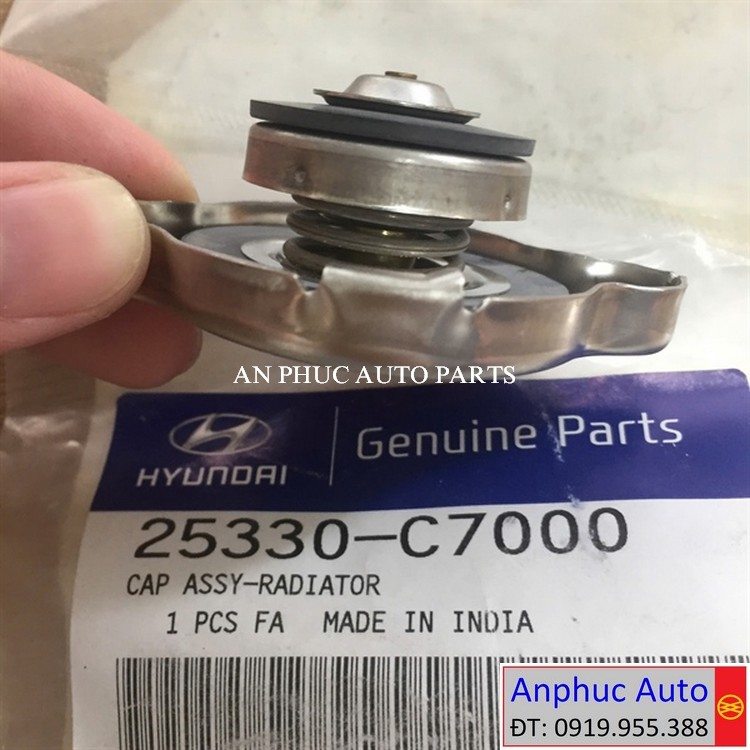 AN PHUC AUTO PARTS
HYUNDAI
Genuine Parts
25330-C7000
CAP ASSY-RADIATOR
1 PCS FA MADE IN INDIA
Anphuc Auto
ĐT: 0919.955.388